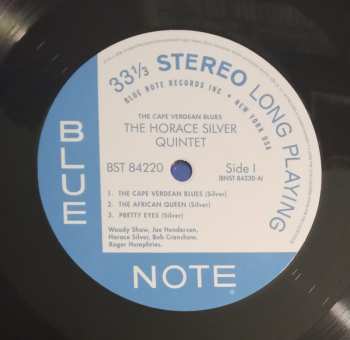 33⅓ STEREO LONG PLAYING
BLUE NOTE RECORDS INC • NEW YORK USA
THE CAPE VERDEAN BLUES
THE HORACE SILVER
QUINTET
BST 84220
Side 1
(BNST 84220-A)
1. THE CAPE VERDEAN BLUES (Silver)
2. THE AFRICAN QUEEN (Silver)
3. PRETTY EYES (Silver)
Woody Shaw, Joe Henderson,
Horace Silver, Bob Cranshaw,
Roger Humphries.
BLUE
NOTE